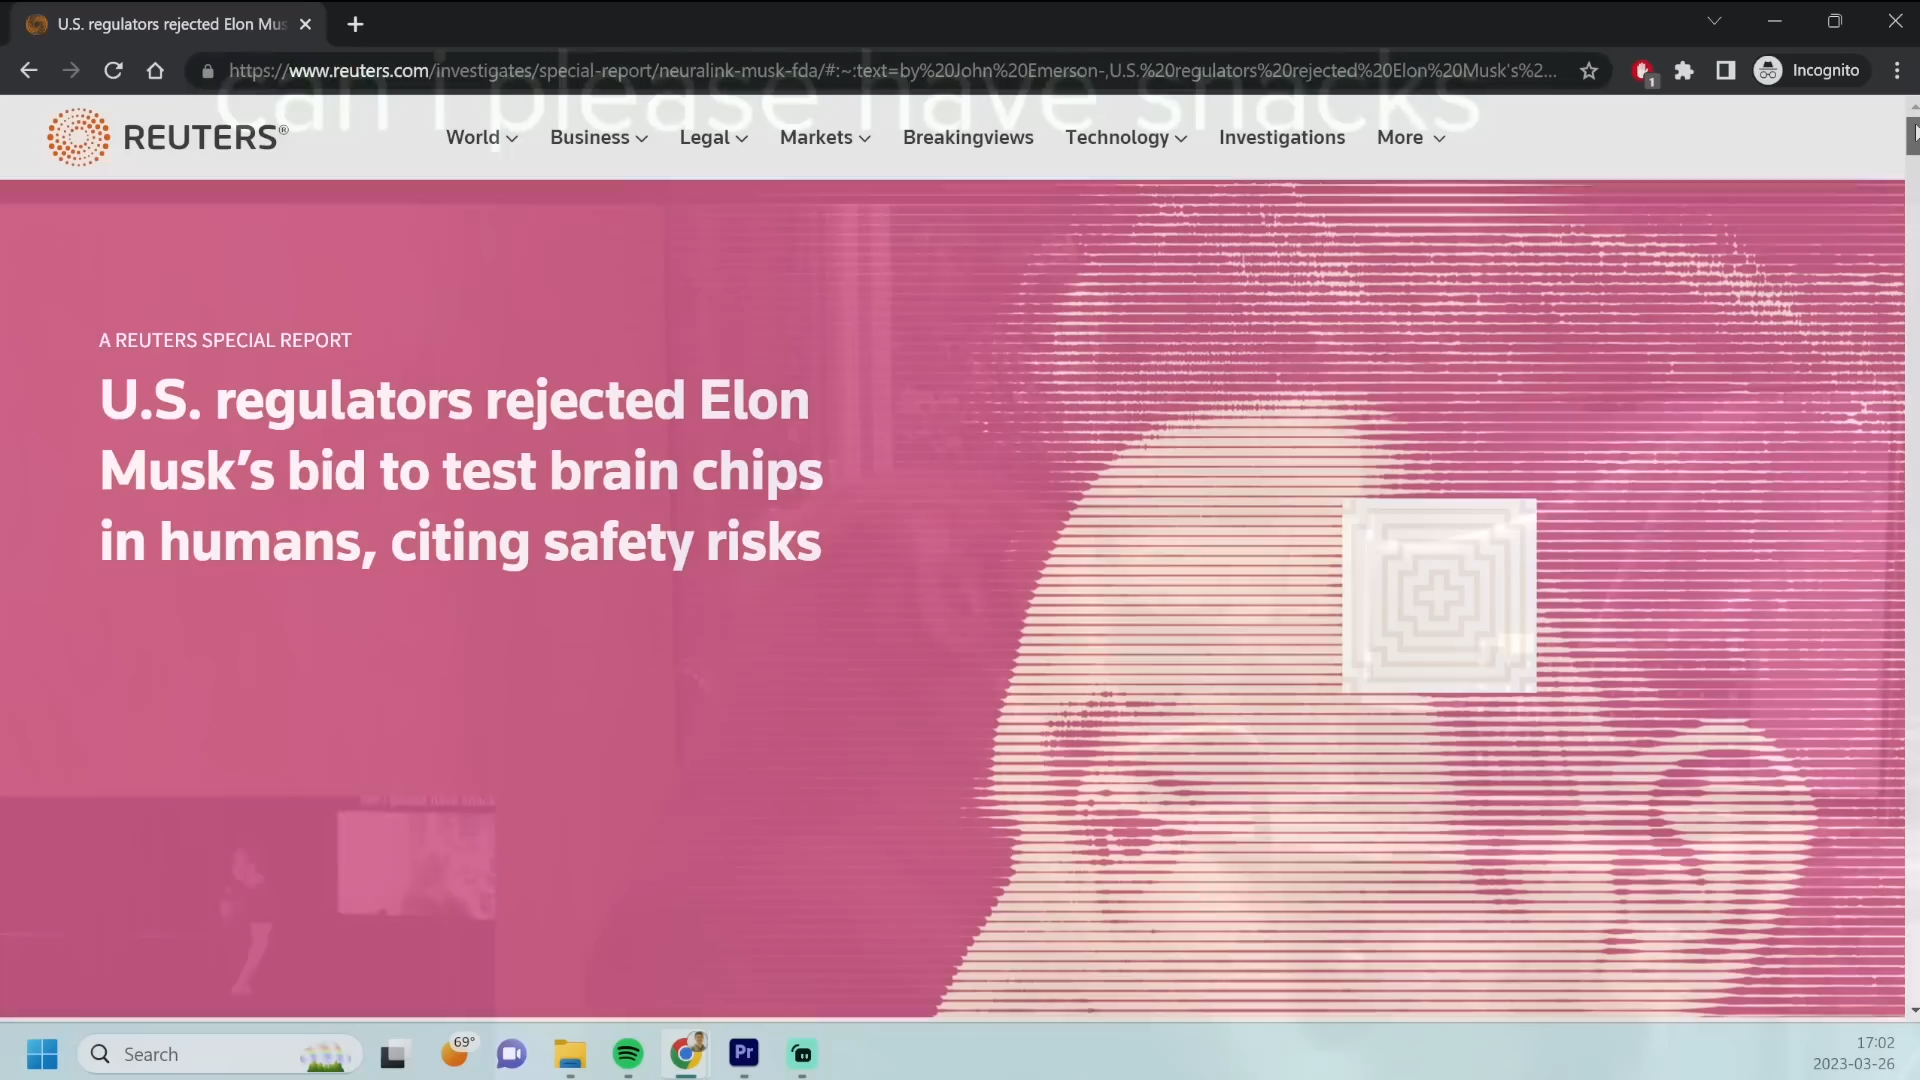 U.S. regulators rejected Elon Mus
https://www.reuters.com/investigates/special-report/neuralink-musk-fda/#:~:text=by%20John%20Emerson-,U.S.%20regulators%20rejected%20Elon%20Musk's%2...
1
Incognito
can i please have snacks
REUTERS®
World
Business
Legal
Markets
Breakingviews
Technology
Investigations
More
A REUTERS SPECIAL REPORT
U.S. regulators rejected Elon
Musk’s bid to test brain chips
in humans, citing safety risks
Search
69°
Pr
17:02
2023-03-26